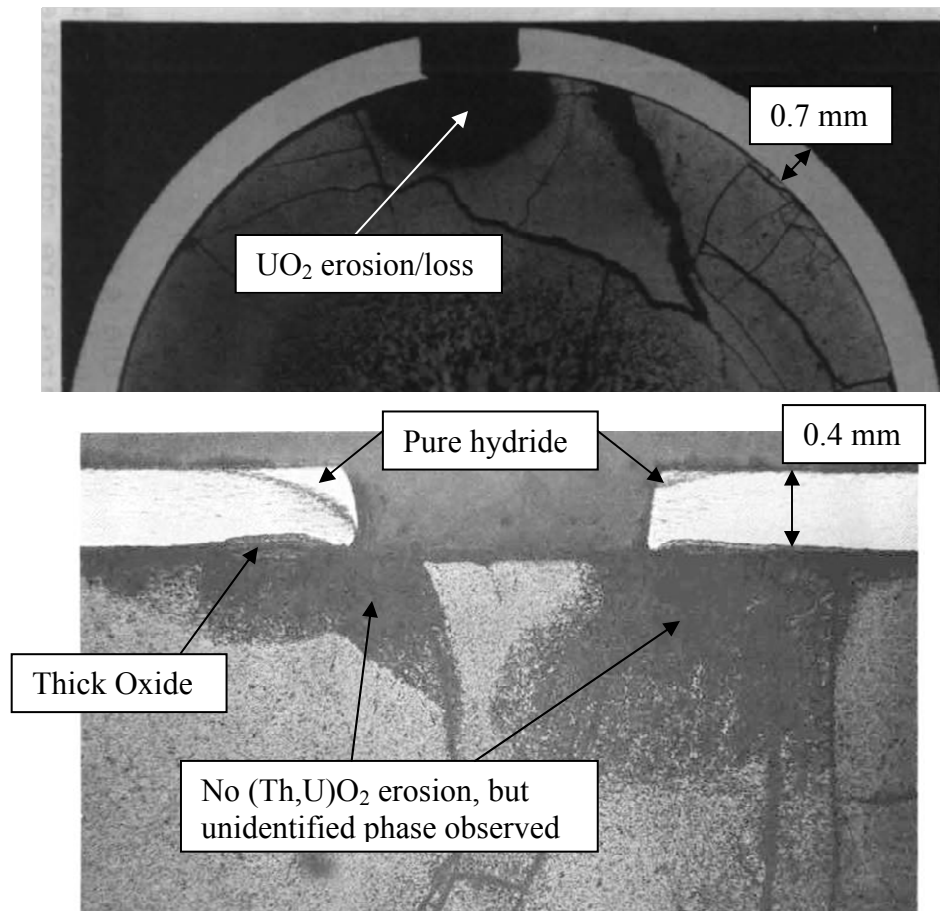 0.7 mm
UO₂ erosion/loss
Pure hydride
0.4 mm
Thick Oxide
No (Th,U)O₂ erosion, but
unidentified phase observed